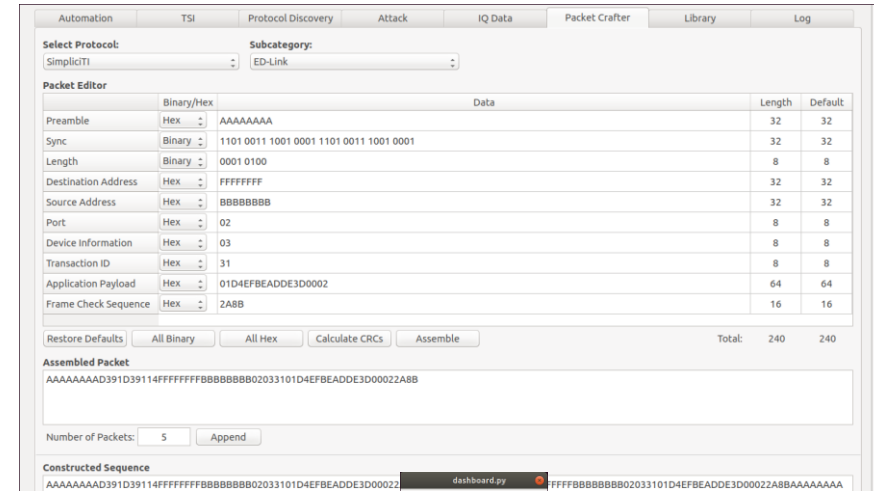 Automation TSI Protocol Discovery Attack IQ Data Packet Crafter Library Log
Select Protocol: Subcategory:
SimpliciTI ED-Link
Packet Editor
Binary/Hex Data Length Default
Preamble Hex AAAAAAAA 32 32
Sync Binary 1101 0011 1001 0001 1101 0011 1001 0001 32 32
Length Binary 0001 0100 8 8
Destination Address Hex FFFFFFFF 32 32
Source Address Hex BBBBBBBB 32 32
Port Hex 02 8 8
Device Information Hex 03 8 8
Transaction ID Hex 31 8 8
Application Payload Hex 01D4EFBEADDE3D0002 64 64
Frame Check Sequence Hex 2A8B 16 16
Restore Defaults All Binary All Hex Calculate CRCs Assemble Total: 240 240
Assembled Packet
AAAAAAAAD391D39114FFFFFFFFBBBBBBBB02033101D4EFBEADDE3D00022A8B
Number of Packets: 5 Append
Constructed Sequence
AAAAAAAAD391D39114FFFFFFFFBBBBBBBB02033101D4EFBEADDE3D00022 dashboard.py FFFFFBBBBBBBB02033101D4EFBEADDE3D00022A8BAAAAAAAA